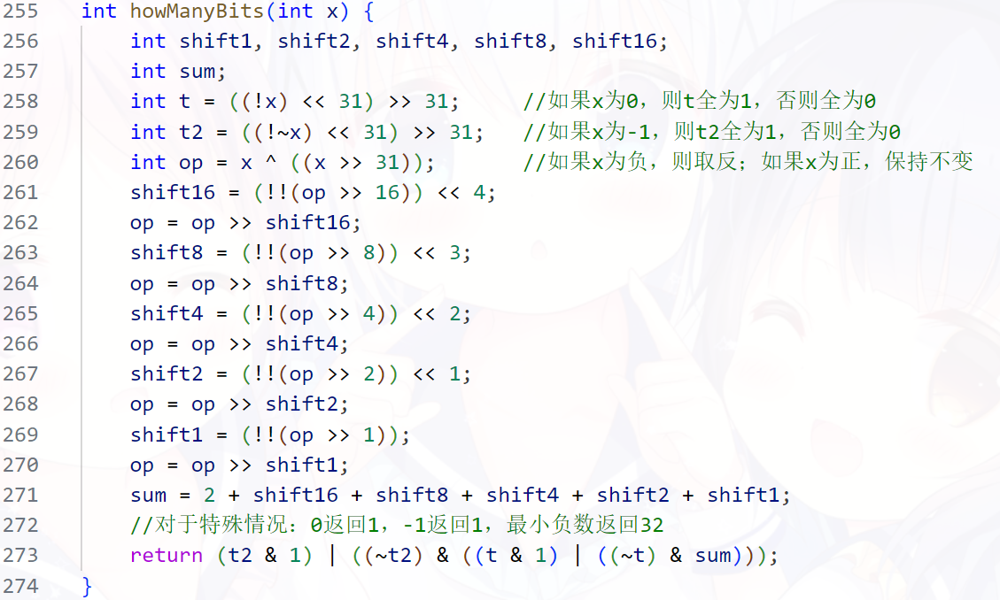 255 int howManyBits(int x) {
256 int shift1, shift2, shift4, shift8, shift16;
257 int sum;
258 int t = ((!x) << 31) >> 31; //如果x为0，则t全为1，否则全为0
259 int t2 = ((!~x) << 31) >> 31; //如果x为-1，则t2全为1，否则全为0
260 int op = x ^ ((x >> 31)); //如果x为负，则取反；如果x为正，保持不变
261 shift16 = (!!(op >> 16)) << 4;
262 op = op >> shift16;
263 shift8 = (!!(op >> 8)) << 3;
264 op = op >> shift8;
265 shift4 = (!!(op >> 4)) << 2;
266 op = op >> shift4;
267 shift2 = (!!(op >> 2)) << 1;
268 op = op >> shift2;
269 shift1 = (!!(op >> 1));
270 op = op >> shift1;
271 sum = 2 + shift16 + shift8 + shift4 + shift2 + shift1;
272 //对于特殊情况：0返回1，-1返回1，最小负数返回32
273 return (t2 & 1) | ((~t2) & ((t & 1) | ((~t) & sum)));
274 }